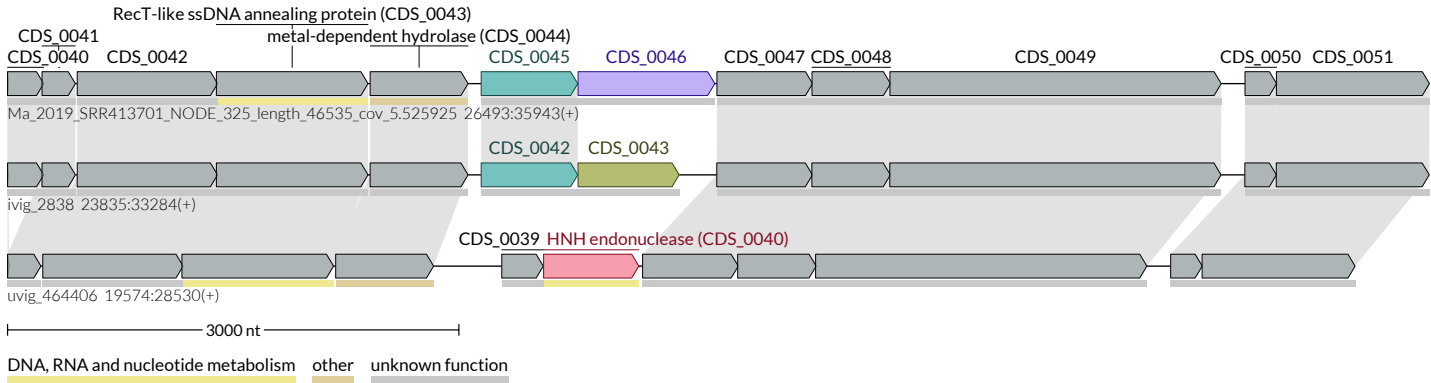 RecT-like ssDNA annealing protein (CDS_0043)
CDS_0041 metal-dependent hydrolase (CDS_0044)
CDS_0040 CDS_0042 CDS_0045 CDS_0046 CDS_0047 CDS_0048 CDS_0049 CDS_0050 CDS_0051
Ma_2019_SRR413701_NODE_325_length_46535_cov_5.525925 26493:35943(+)
CDS_0042 CDS_0043
ivig_2838 23835:33284(+)
CDS_0039 HNH endonuclease (CDS_0040)
uvig_464406 19574:28530(+)
3000 nt
DNA, RNA and nucleotide metabolism other unknown function